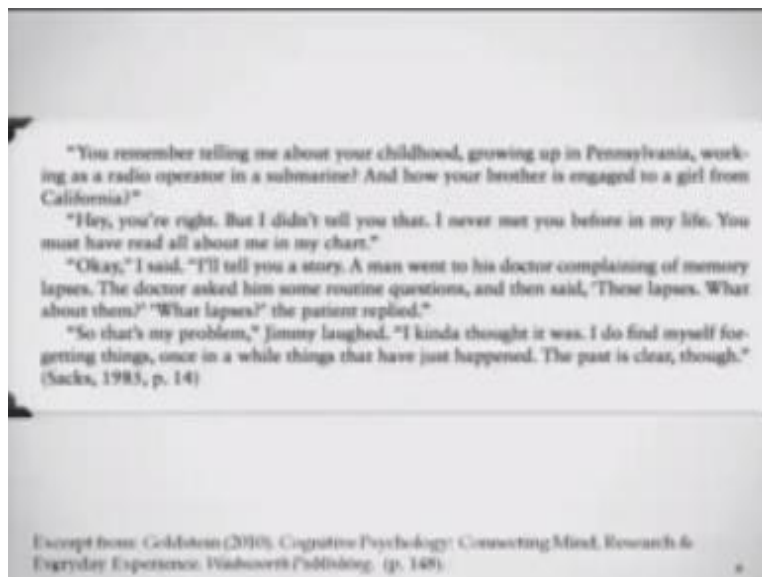 "You remember telling me about your childhood, growing up in Pennsylvania, work-
ing as a radio operator in a submarine? And how your brother is engaged to a girl from
California?"
"Hey, you're right. But I didn't tell you that. I never met you before in my life. You
must have read all about me in my chart."
"Okay," I said. "I'll tell you a story. A man went to his doctor complaining of memory
lapses. The doctor asked him some routine questions, and then said, 'These lapses. What
about them?' 'What lapses?' the patient replied."
"So that's my problem," Jimmy laughed. "I kinda thought it was. I do find myself for-
getting things, once in a while things that have just happened. The past is clear, though."
(Sacks, 1985, p. 14)
Excerpt from: Goldstein (2010). Cognitive Psychology: Connecting Mind, Research &
Everyday Experience. Wadsworth Publishing. (p. 148).